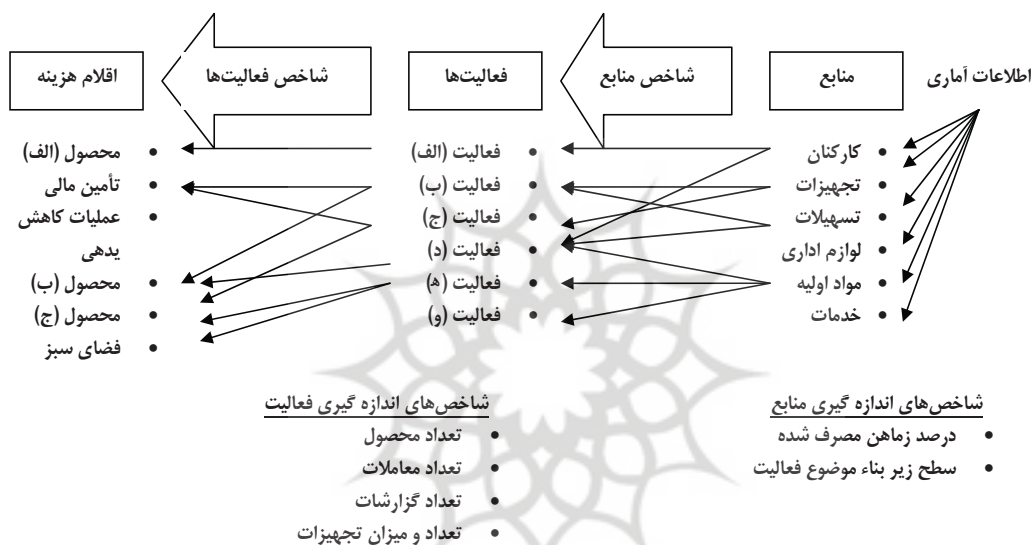 اطلاعات آماری
منابع
شاخص منابع
فعالیت‌ها
شاخص فعالیت‌ها
اقلام هزینه
• کارکنان
• تجهیزات
• تسهیلات
• لوازم اداری
• مواد اولیه
• خدمات
• فعالیت (الف)
• فعالیت (ب)
• فعالیت (ج)
• فعالیت (د)
• فعالیت (ه)
• فعالیت (و)
• محصول (الف)
• تأمین مالی
• عملیات کاهش
یدهی
• محصول (ب)
• محصول (ج)
• فضای سبز
شاخص‌های اندازه گیری منابع
• درصد زماهن مصرف شده
• سطح زیر بناء موضوع فعالیت
شاخص‌های اندازه گیری فعالیت
• تعداد محصول
• تعداد معاملات
• تعداد گزارشات
• تعداد و میزان تجهیزات